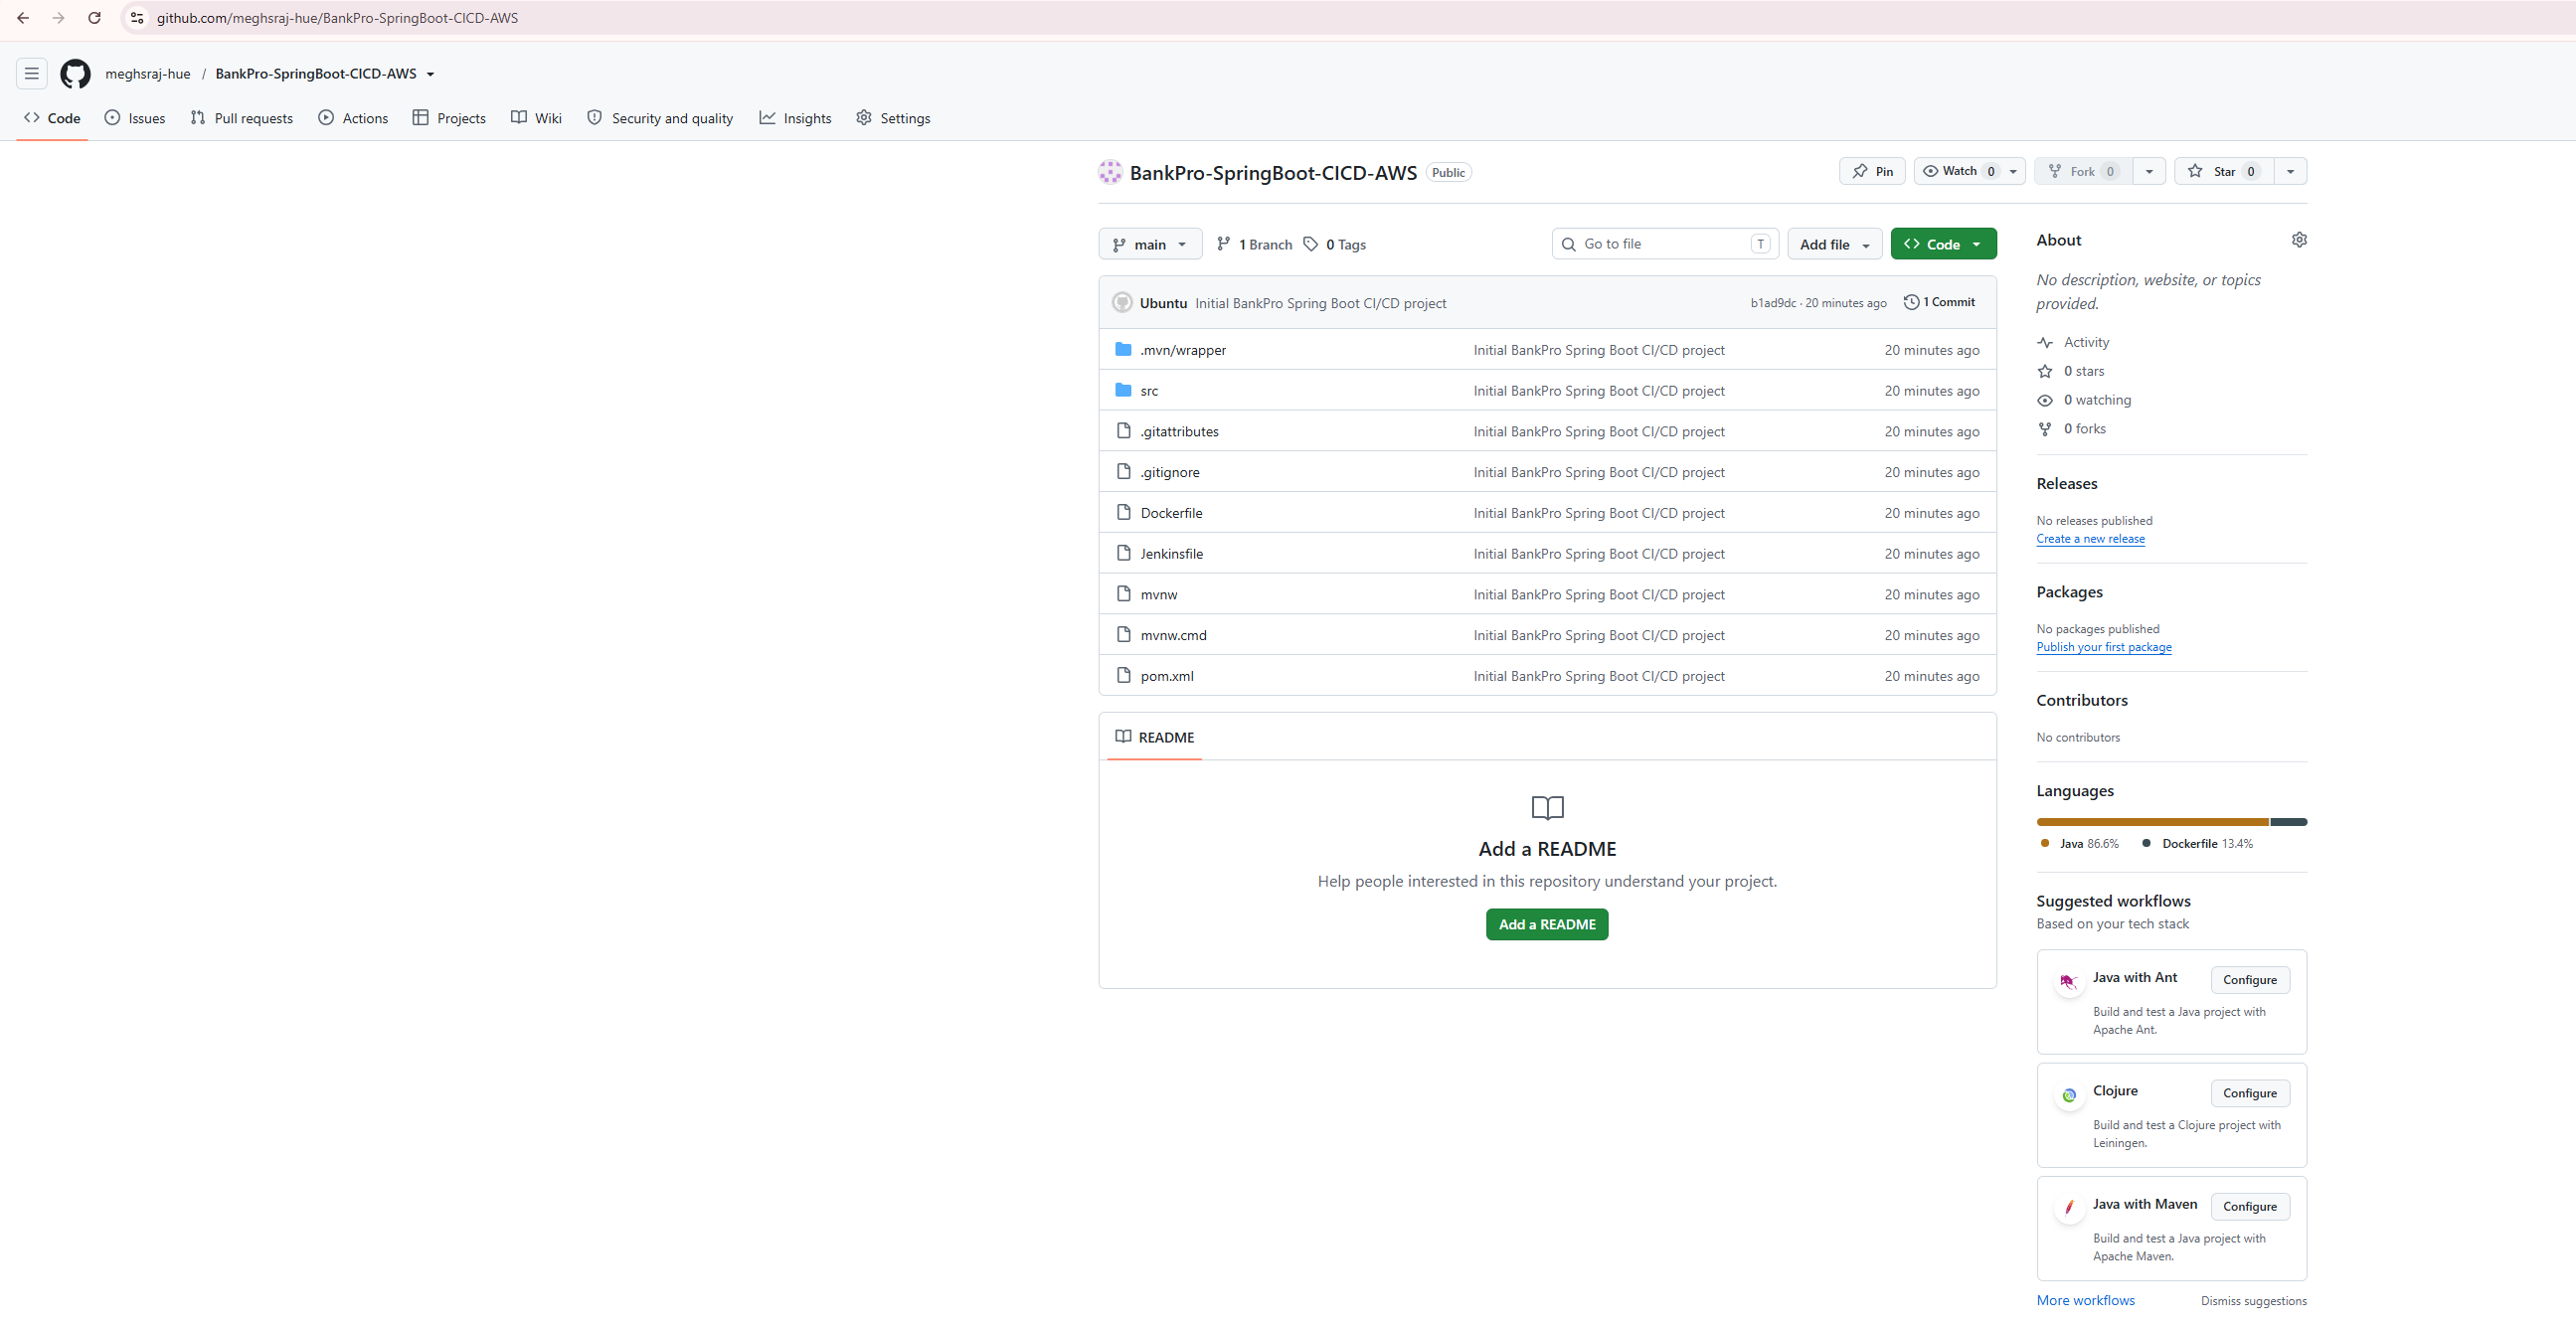 github.com/meghsraj-hue/BankPro-SpringBoot-CICD-AWS
meghsraj-hue / BankPro-SpringBoot-CICD-AWS
Code Issues Pull requests Actions Projects Wiki Security and quality Insights Settings
BankPro-SpringBoot-CICD-AWS Public
Pin Watch 0 Fork 0 Star 0
main 1 Branch 0 Tags Go to file T Add file Code
Ubuntu Initial BankPro Spring Boot CI/CD project b1ad9dc · 20 minutes ago 1 Commit
.mvn/wrapper Initial BankPro Spring Boot CI/CD project 20 minutes ago
src Initial BankPro Spring Boot CI/CD project 20 minutes ago
.gitattributes Initial BankPro Spring Boot CI/CD project 20 minutes ago
.gitignore Initial BankPro Spring Boot CI/CD project 20 minutes ago
Dockerfile Initial BankPro Spring Boot CI/CD project 20 minutes ago
Jenkinsfile Initial BankPro Spring Boot CI/CD project 20 minutes ago
mvnw Initial BankPro Spring Boot CI/CD project 20 minutes ago
mvnw.cmd Initial BankPro Spring Boot CI/CD project 20 minutes ago
pom.xml Initial BankPro Spring Boot CI/CD project 20 minutes ago
README
Add a README
Help people interested in this repository understand your project.
Add a README
About
No description, website, or topics
provided.
Activity
0 stars
0 watching
0 forks
Releases
No releases published
Create a new release
Packages
No packages published
Publish your first package
Contributors
No contributors
Languages
Java 86.6% Dockerfile 13.4%
Suggested workflows
Based on your tech stack
Java with Ant Configure
Build and test a Java project with
Apache Ant.
Clojure Configure
Build and test a Clojure project with
Leiningen.
Java with Maven Configure
Build and test a Java project with
Apache Maven.
More workflows Dismiss suggestions